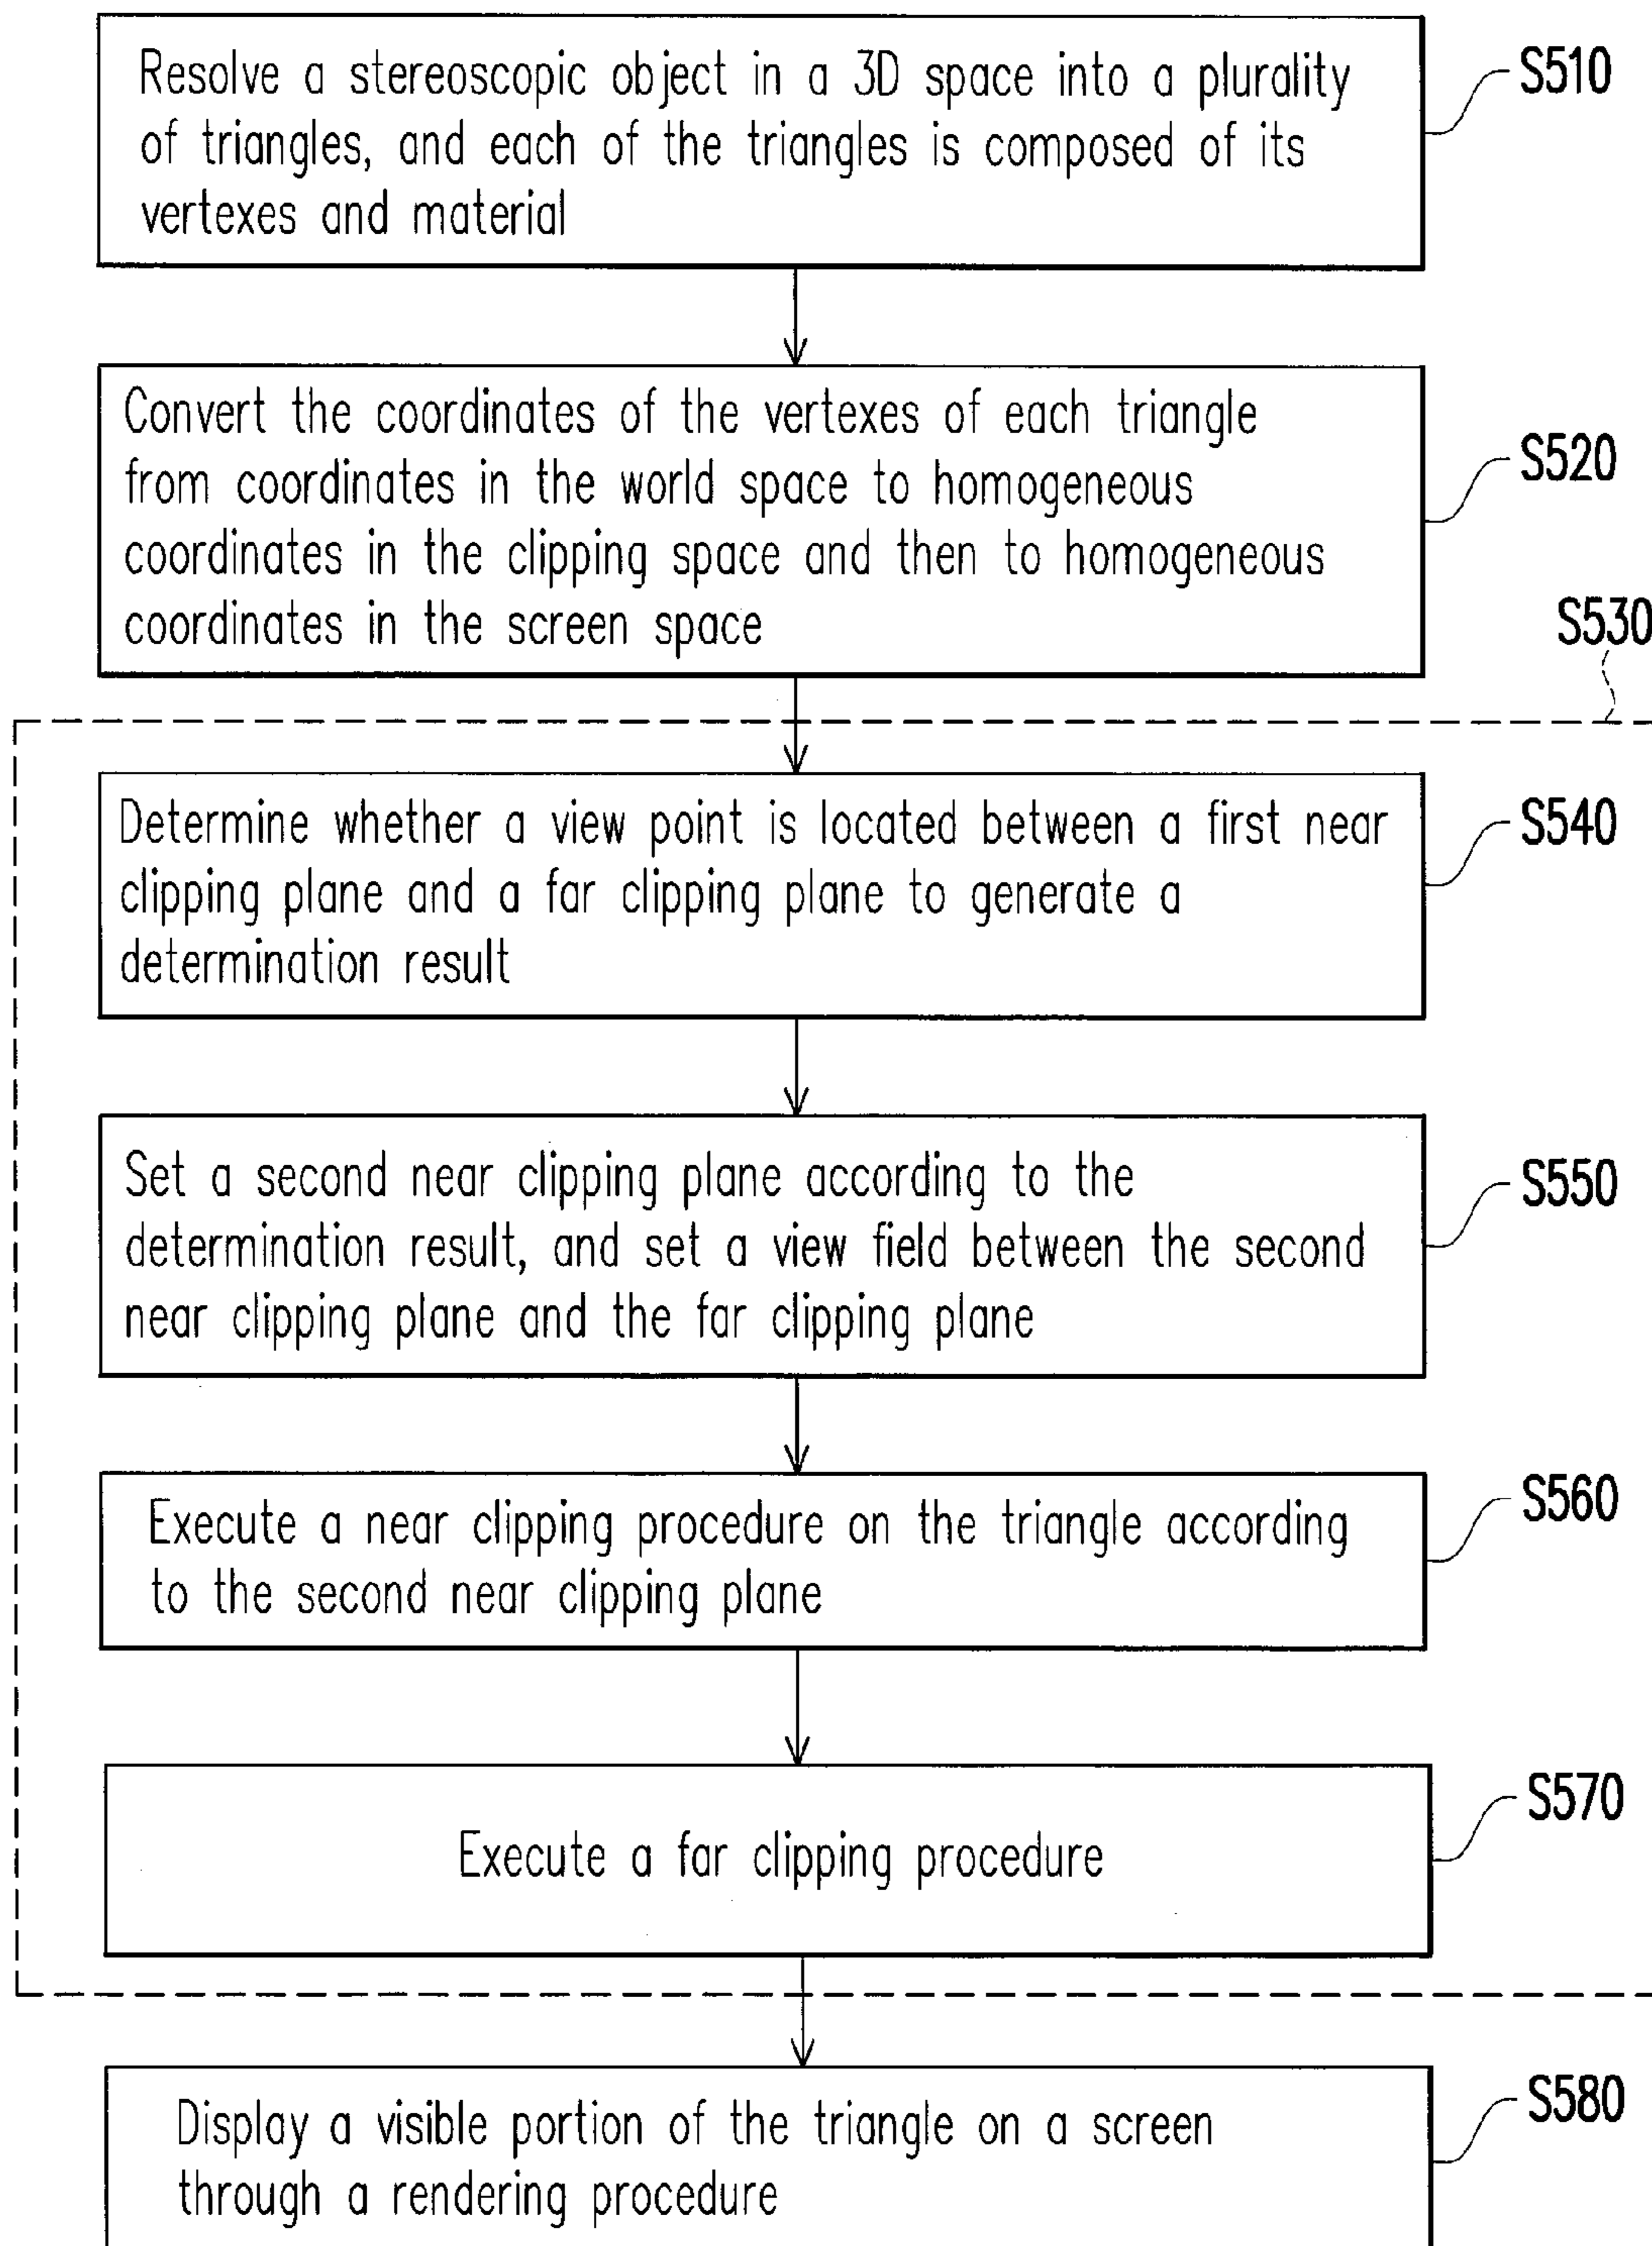 Resolve a stereoscopic object in a 3D space into a plurality
of triangles, and each of the triangles is composed of its
vertexes and material
S510
Convert the coordinates of the vertexes of each triangle
from coordinates in the world space to homogeneous
coordinates in the clipping space and then to homogeneous
coordinates in the screen space
S520
S530
Determine whether a view point is located between a first near
clipping plane and a far clipping plane to generate a
determination result
S540
Set a second near clipping plane according to the
determination result, and set a view field between the second
near clipping plane and the far clipping plane
S550
Execute a near clipping procedure on the triangle according
to the second near clipping plane
S560
Execute a far clipping procedure
S570
Display a visible portion of the triangle on a screen
through a rendering procedure
S580